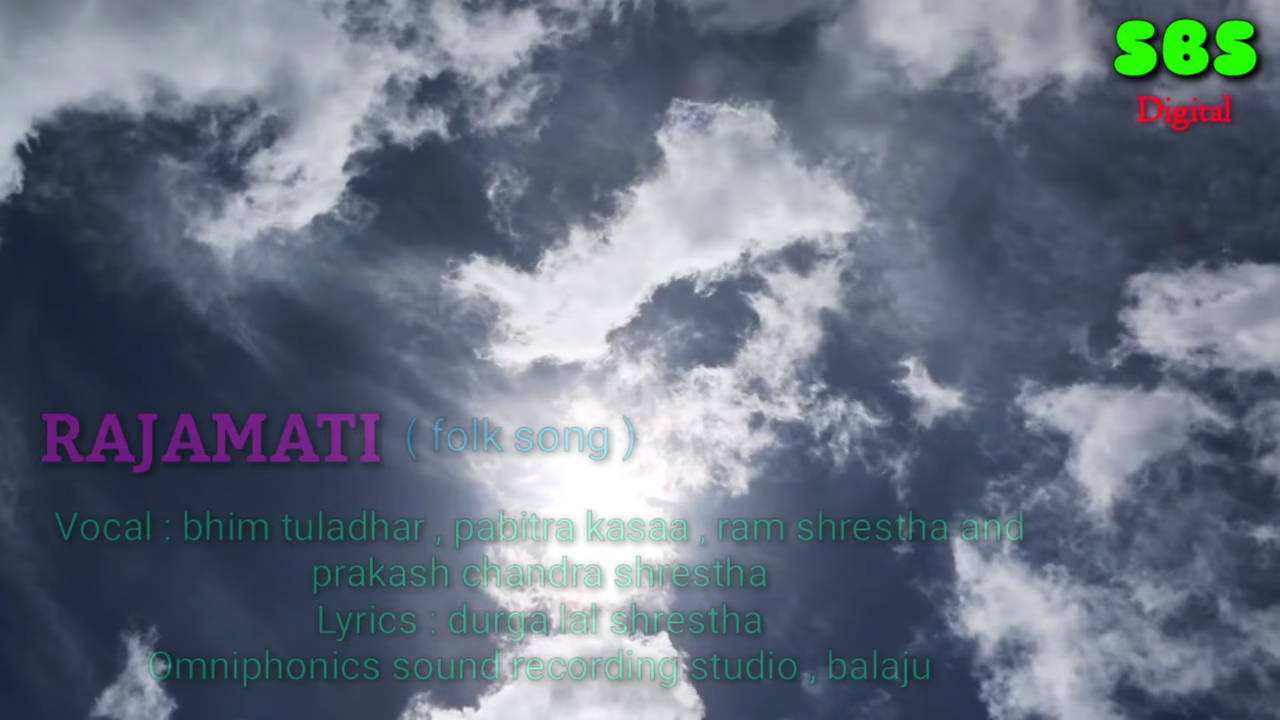 SBS
Digital
RAJAMATI ( folk song )
Vocal : bhim tuladhar , pabitra kasaa , ram shrestha and
prakash chandra shrestha
Lyrics : durga lal shrestha
Omniphonics sound recording studio , balaju